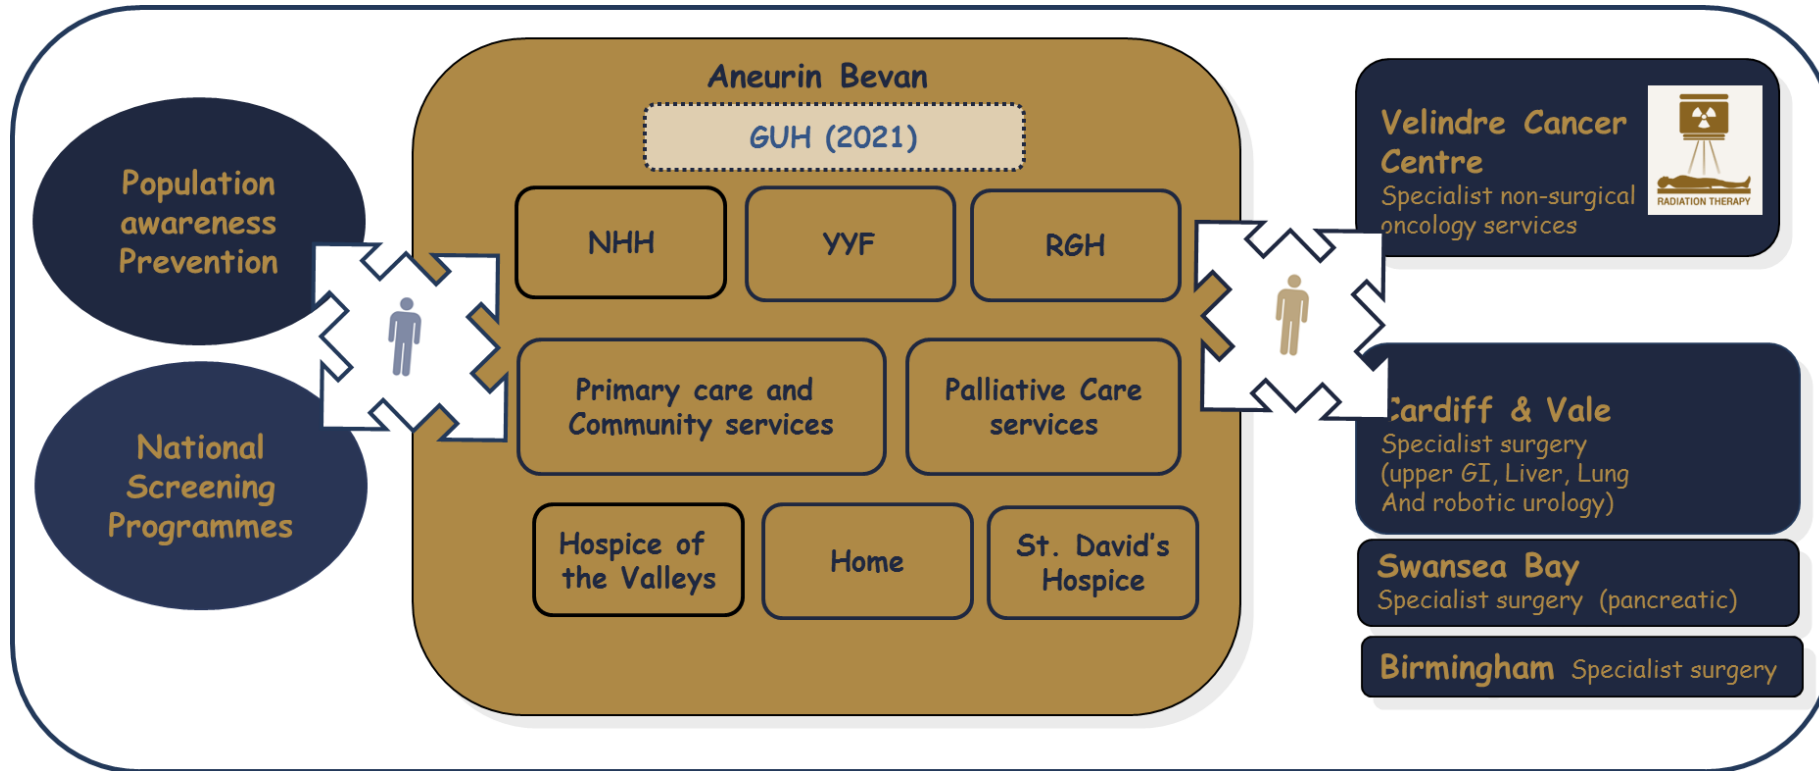 Population
awareness
Prevention
National
Screening
Programmes
Aneurin Bevan
GUH (2021)
NHH
YYF
RGH
Primary care and
Community services
Palliative Care
services
Hospice of
the Valleys
Home
St. David's
Hospice
Velindre Cancer
Centre
Specialist non-surgical
oncology services
RADIATION THERAPY
Cardiff & Vale
Specialist surgery
(upper GI, Liver, Lung
And robotic urology)
Swansea Bay
Specialist surgery (pancreatic)
Birmingham Specialist surgery